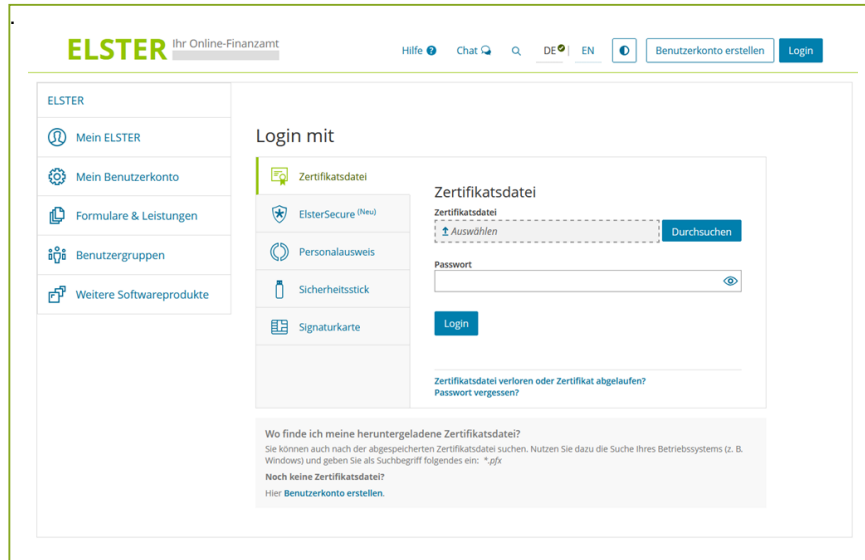 ELSTER Ihr Online-Finanzamt
Hilfe Chat DE EN Benutzerkonto erstellen Login
ELSTER
Mein ELSTER
Mein Benutzerkonto
Formulare & Leistungen
Benutzergruppen
Weitere Softwareprodukte
Login mit
Zertifikatsdatei
ElsterSecure (Neu)
Personalausweis
Sicherheitsstick
Signaturkarte
Zertifikatsdatei
Zertifikatsdatei
Auswählen Durchsuchen
Passwort
Login
Zertifikatsdatei verloren oder Zertifikat abgelaufen?
Passwort vergessen?
Wo finde ich meine heruntergeladene Zertifikatsdatei?
Sie können auch nach der abgespeicherten Zertifikatsdatei suchen. Nutzen Sie dazu die Suche Ihres Betriebssystems (z. B.
Windows) und geben Sie als Suchbegriff folgendes ein: *.pfx
Noch keine Zertifikatsdatei?
Hier Benutzerkonto erstellen.